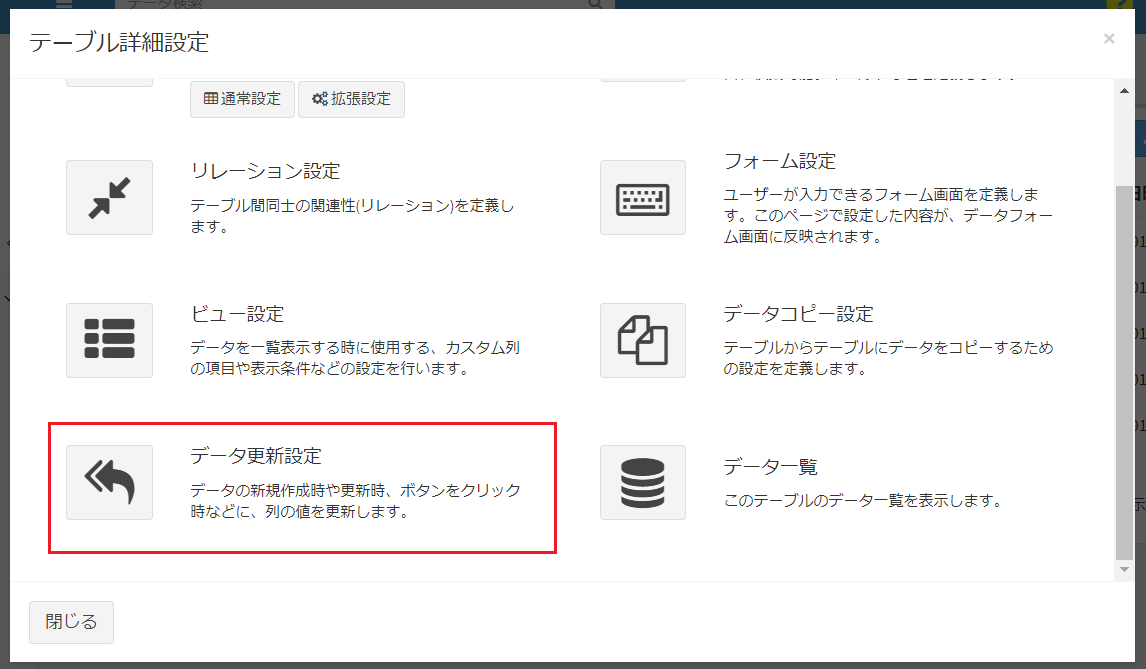 データ検索
テーブル詳細設定
×
通常設定
拡張設定
リレーション設定
テーブル間同士の関連性(リレーション)を定義し
ます。
フォーム設定
ユーザーが入力できるフォーム画面を定義しま
す。このページで設定した内容が、データフォー
ム画面に反映されます。
ビュー設定
データを一覧表示する時に使用する、カスタム列
の項目や表示条件などの設定を行います。
データコピー設定
テーブルからテーブルにデータをコピーするため
の設定を定義します。
データ更新設定
データの新規作成時や更新時、ボタンをクリック
時などに、列の値を更新します。
データ一覧
このテーブルのデータ一覧を表示します。
閉じる